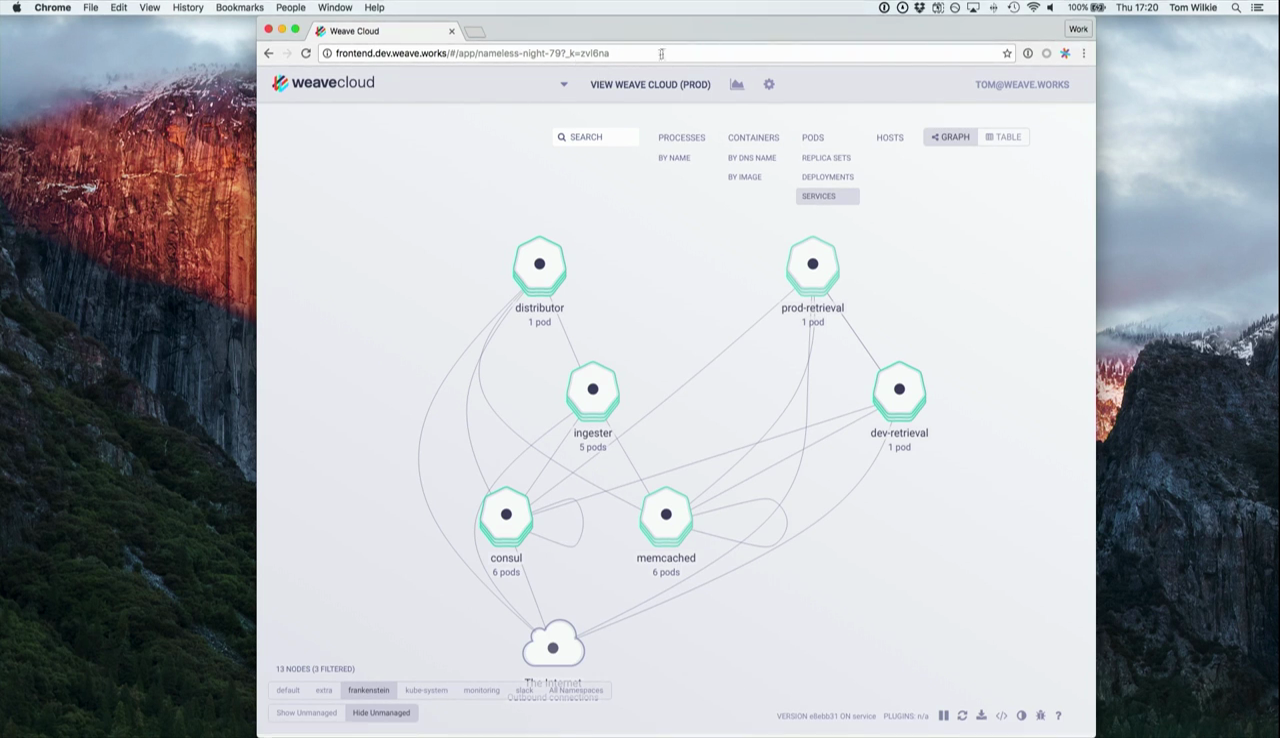 Chrome File Edit View History Bookmarks People Window Help
100% Thu 17:20 Tom Wilkie
Weave Cloud
Work
frontend.dev.weave.works/#/app/nameless-night-79?_k=zvl6na
weavecloud
VIEW WEAVE CLOUD (PROD)
TOM@WEAVE.WORKS
SEARCH
PROCESSES CONTAINERS PODS HOSTS GRAPH TABLE
BY NAME BY DNS NAME REPLICA SETS
BY IMAGE DEPLOYMENTS
SERVICES
distributor
1 pod
prod-retrieval
1 pod
ingester
5 pods
dev-retrieval
1 pod
consul
6 pods
memcached
6 pods
The Internet
Outbound connections
13 NODES (3 FILTERED)
default extra frankenstein kube-system monitoring slack All Namespaces
Show Unmanaged Hide Unmanaged
VERSION e8ebb31 ON service PLUGINS: n/a